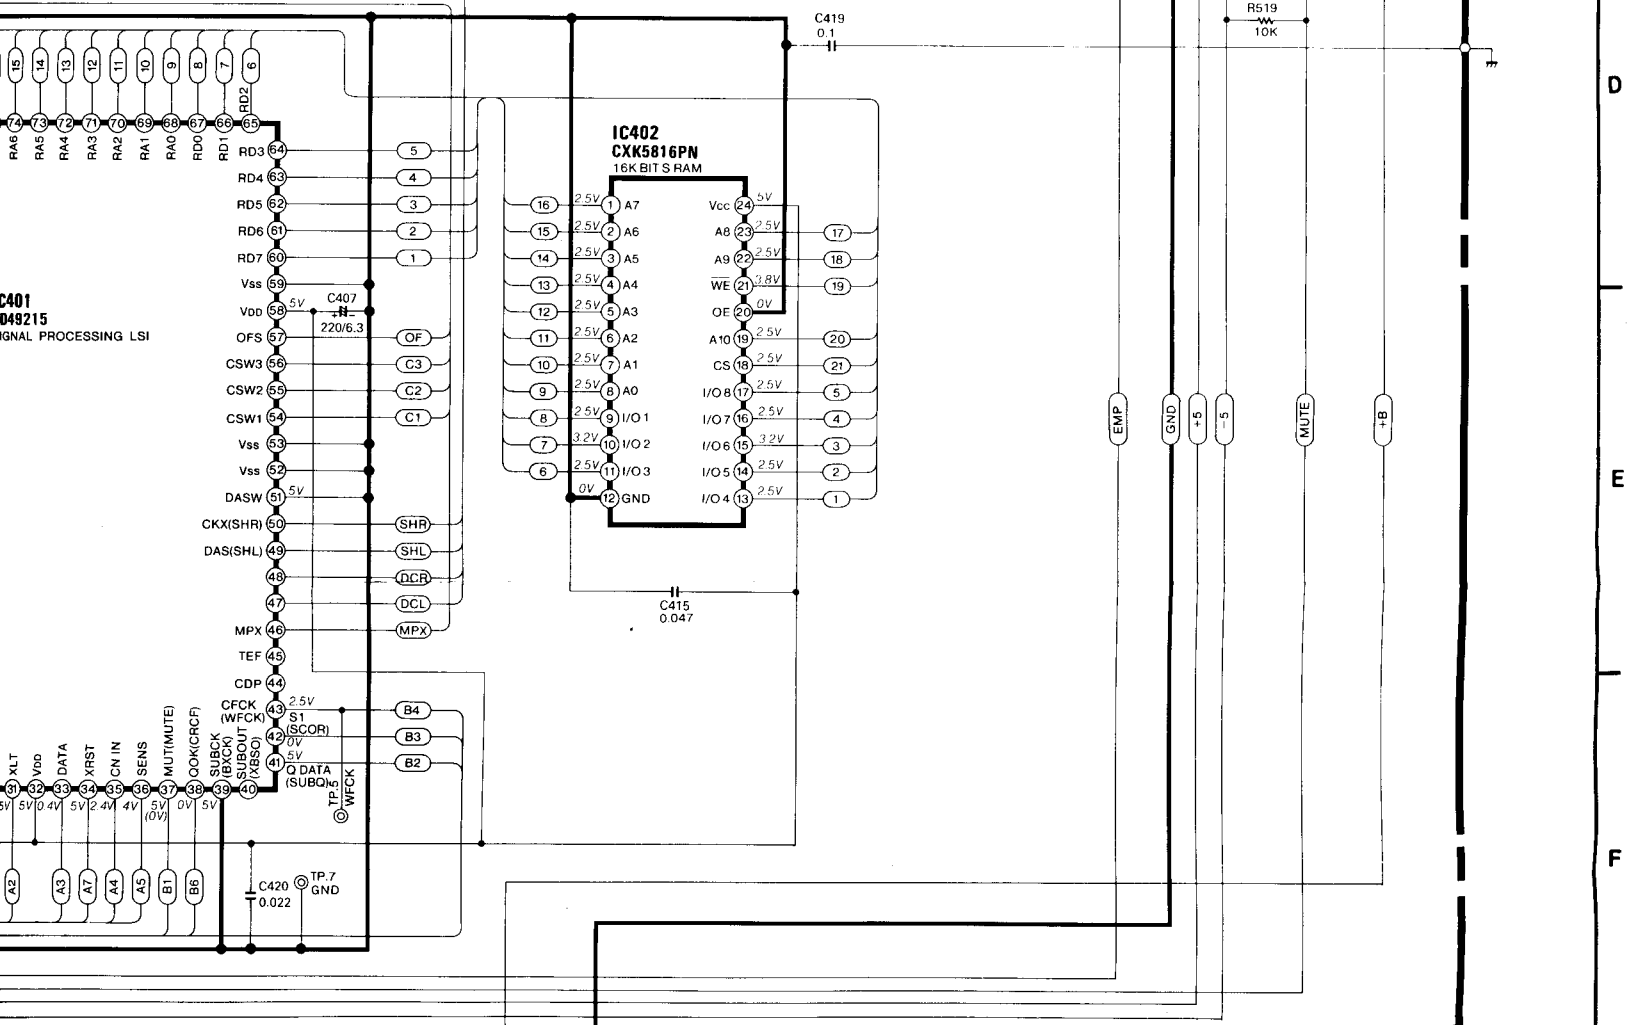 C419
0.1
R519
10K
D
15 14 13 12 11 10 9 8 7 6
RD2
74 73 72 71 70 69 68 67 66 65
RA6 RA5 RA4 RA3 RA2 RA1 RA0 RD0 RD1
IC402
CXK5816PN
16K BIT S RAM
RD3 64 5
RD4 63 4
RD5 62 3
RD6 61 2
RD7 60 1
Vss 59
VDD 58 5V
C407
+ -
220/6.3
OFS 57 OF
CSW3 56 C3
CSW2 55 C2
CSW1 54 C1
Vss 53
Vss 52
DASW 51 5V
CKX(SHR) 50 SHR
DAS(SHL) 49 SHL
48 DCR
47 DCL
MPX 46 MPX
TEF 45
CDP 44
CFCK (WFCK) 43 2.5V B4
S1 (SCOR) 42 0V B3
41 5V B2
Q DATA (SUBQ)
C401
049215
IGNAL PROCESSING LSI
16 2.5V 1 A7 Vcc 24 5V
15 2.5V 2 A6 A8 23 2.5V 17
14 2.5V 3 A5 A9 22 2.5V 18
13 2.5V 4 A4 WE 21 3.8V 19
12 2.5V 5 A3 OE 20 0V
11 2.5V 6 A2 A10 19 2.5V 20
10 2.5V 7 A1 CS 18 2.5V 21
9 2.5V 8 A0 I/O8 17 2.5V 5
8 2.5V 9 I/O1 I/O7 16 2.5V 4
7 3.2V 10 I/O2 I/O6 15 3.2V 3
6 2.5V 11 I/O3 I/O5 14 2.5V 2
0V 12 GND I/O4 13 2.5V 1
C415
0.047
EMP GND +5 -5 MUTE +B
E
XLT VDD DATA XRST CN IN SENS MUT(MUTE) QOK(CRCF) SUBCK (BXCK) SUBOUT (XBSO)
31 32 33 34 35 36 37 38 39 40
5V 5V 0.4V 5V 2.4V 4V 5V (0V) 0V 5V
TP.5
WFCK
A2 A3 A7 A4 A5 B1 B6
C420
0.022
TP.7
GND
F